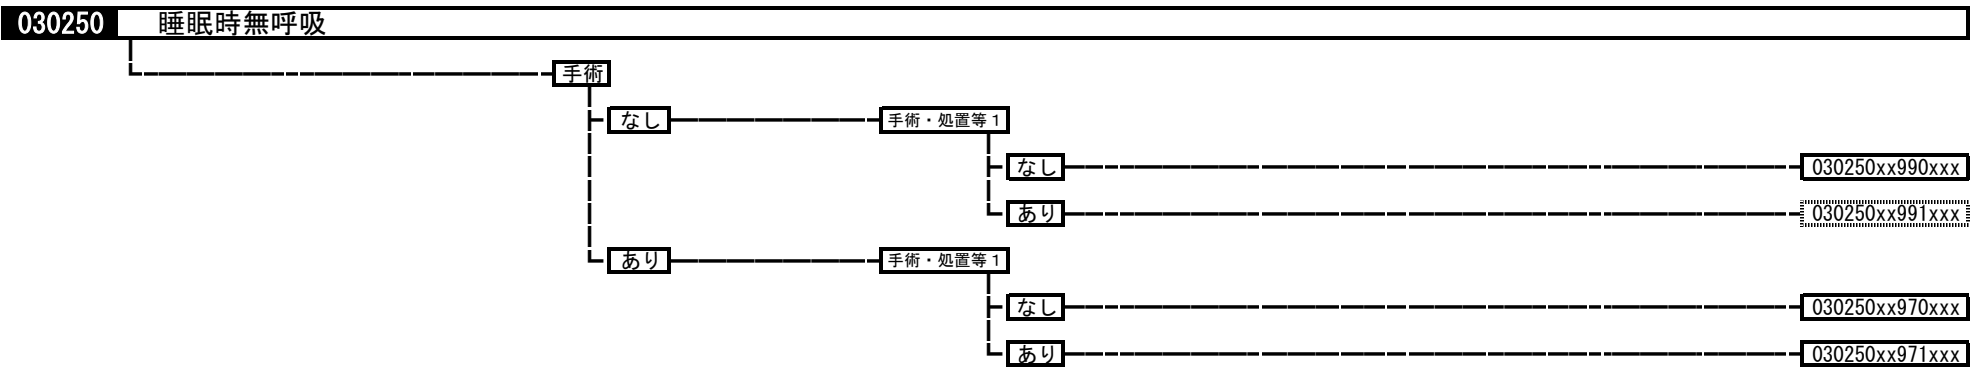 030250 睡眠時無呼吸
手術
なし 手術・処置等１
なし 030250xx990xxx
あり 030250xx991xxx
あり 手術・処置等１
なし 030250xx970xxx
あり 030250xx971xxx